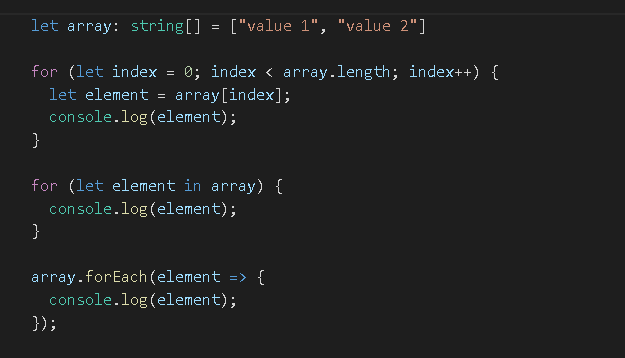 let array: string[] = ["value 1", "value 2"]
for (let index = 0; index < array.length; index++) {
  let element = array[index];
  console.log(element);
}
for (let element in array) {
  console.log(element);
}
array.forEach(element => {
  console.log(element);
});